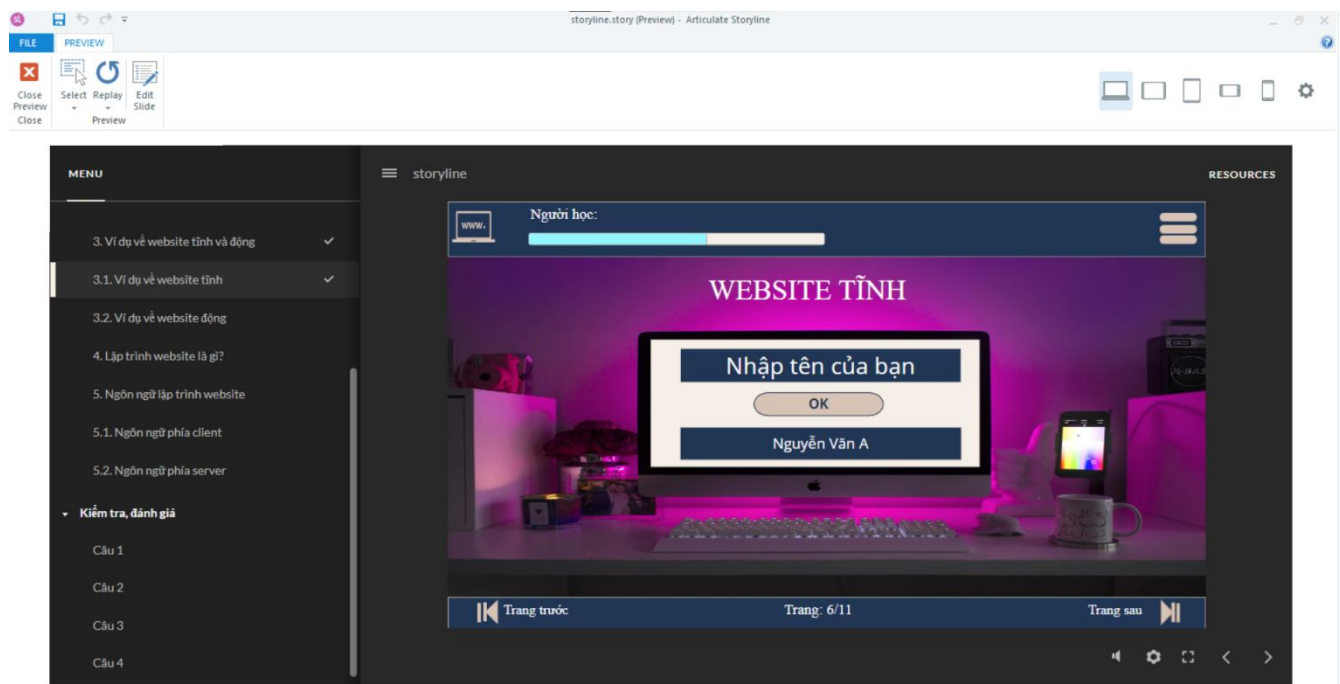 sl
storyline.story (Preview) - Articulate Storyline
FILE
PREVIEW
Close Preview
Select
Replay
Edit Slide
Close
Preview
MENU
storyline
RESOURCES
3. Ví dụ về website tĩnh và động
3.1. Ví dụ về website tĩnh
3.2. Ví dụ về website động
4. Lập trình website là gì?
5. Ngôn ngữ lập trình website
5.1. Ngôn ngữ phía client
5.2. Ngôn ngữ phía server
Kiểm tra, đánh giá
Câu 1
Câu 2
Câu 3
Câu 4
www.
Người học:
WEBSITE TĨNH
Nhập tên của bạn
OK
Nguyễn Văn A
Trang trước
Trang: 6/11
Trang sau